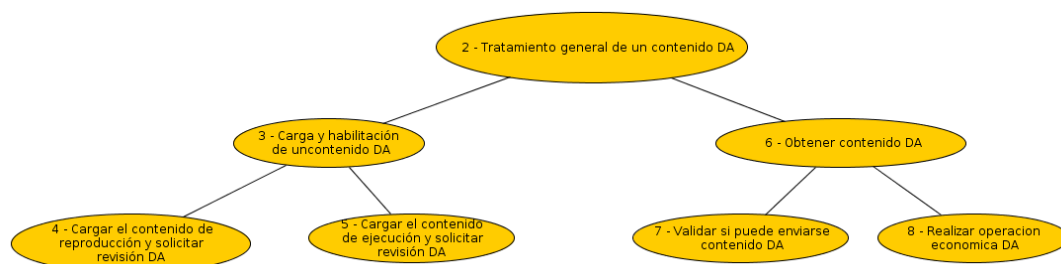 2 - Tratamiento general de un contenido DA
3 - Carga y habilitación
de uncontenido DA
6 - Obtener contenido DA
4 - Cargar el contenido de
reproducción y solicitar
revisión DA
5 - Cargar el contenido
de ejecución y solicitar
revisión DA
7 - Validar si puede enviarse
contenido DA
8 - Realizar operacion
economica DA